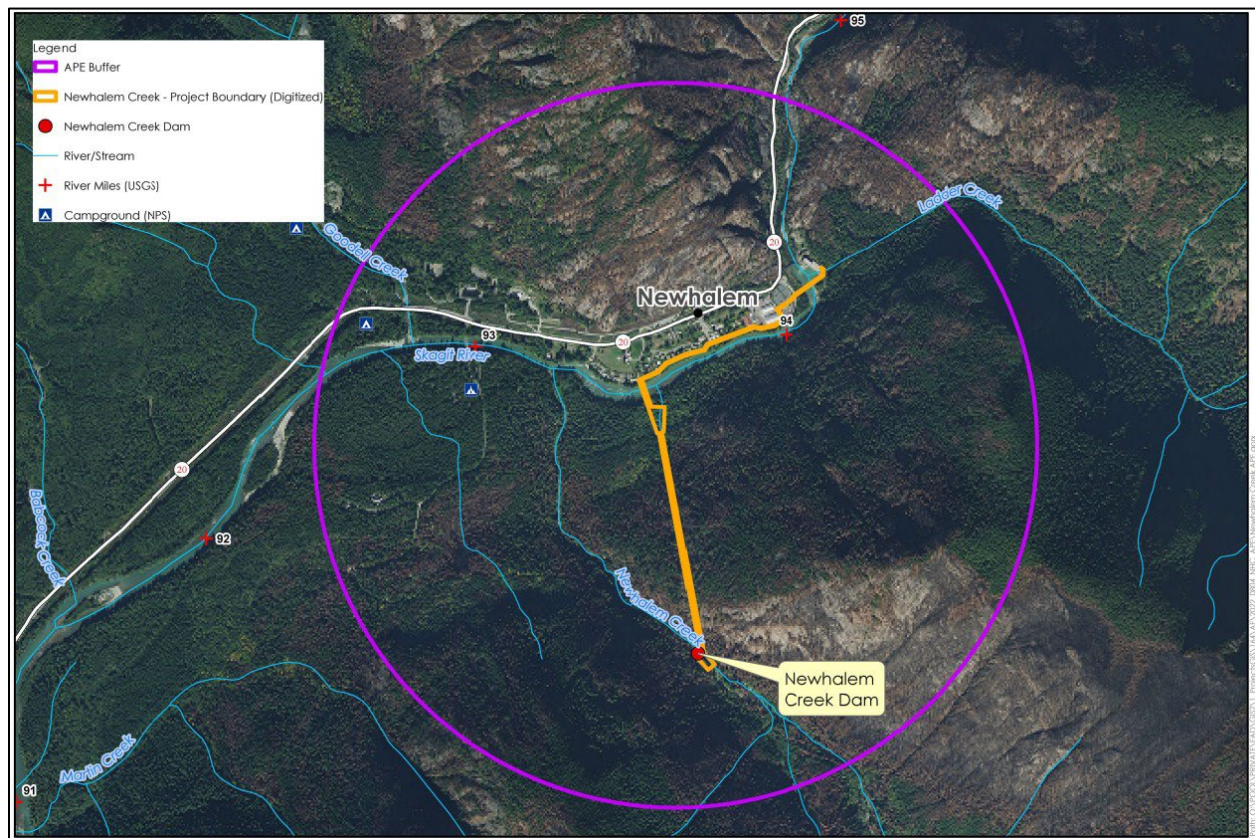 Legend
APE Buffer
Newhalem Creek - Project Boundary (Digitized)
Newhalem Creek Dam
River/Stream
River Miles (USGS)
Campground (NPS)
95
Ladder Creek
Goodell Creek
20
Newhalem
94
93
20
Skagit River
20
92
Babcock Creek
Newhalem Creek
Newhalem
Creek Dam
Martin Creek
91